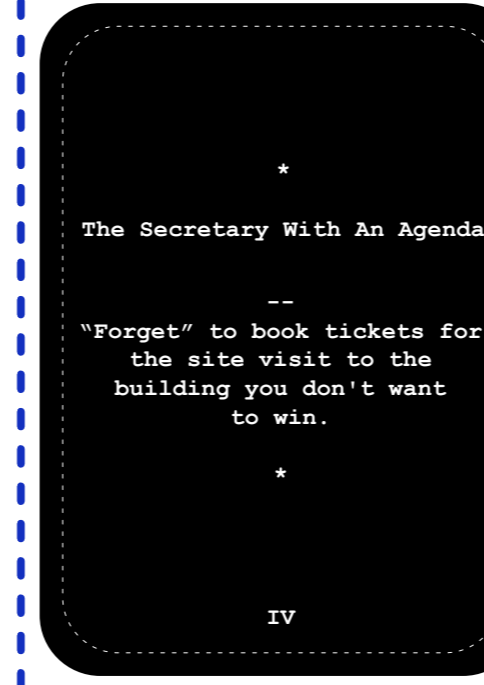 *
The Secretary With An Agenda
--
“Forget” to book tickets for
the site visit to the
building you don't want
to win.
*
IV